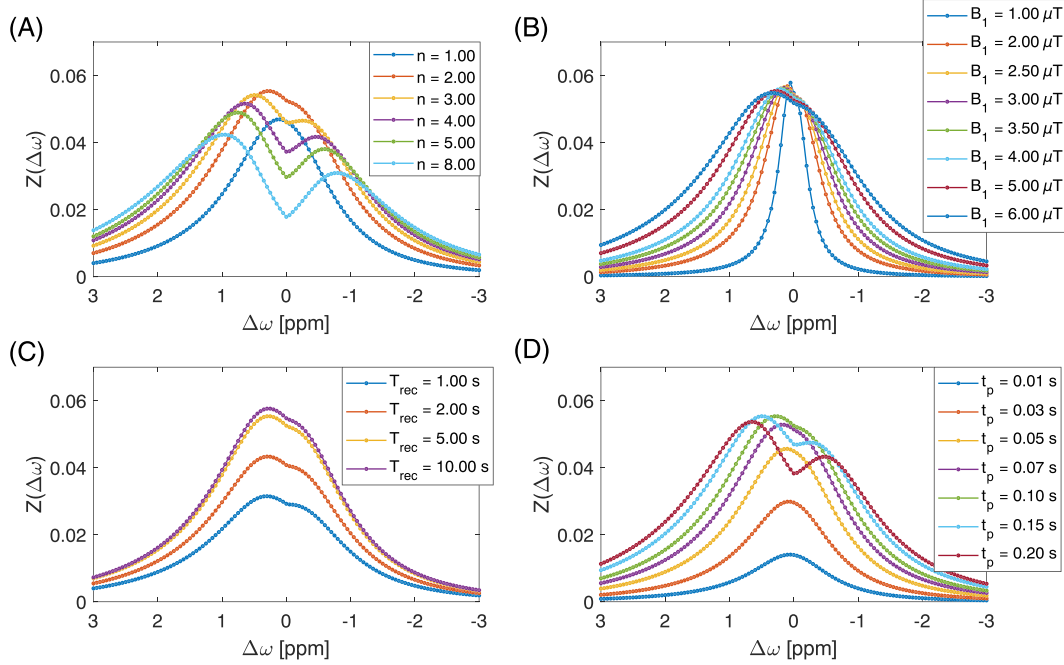 (A)
Z(Δω)
0.06
0.04
0.02
0
3 2 1 0 -1 -2 -3
Δω [ppm]
n = 1.00
n = 2.00
n = 3.00
n = 4.00
n = 5.00
n = 8.00
(B)
Z(Δω)
0.06
0.04
0.02
0
3 2 1 0 -1 -2 -3
Δω [ppm]
B1 = 1.00 μT
B1 = 2.00 μT
B1 = 2.50 μT
B1 = 3.00 μT
B1 = 3.50 μT
B1 = 4.00 μT
B1 = 5.00 μT
B1 = 6.00 μT
(C)
Z(Δω)
0.06
0.04
0.02
0
3 2 1 0 -1 -2 -3
Δω [ppm]
Trec = 1.00 s
Trec = 2.00 s
Trec = 5.00 s
Trec = 10.00 s
(D)
Z(Δω)
0.06
0.04
0.02
0
3 2 1 0 -1 -2 -3
Δω [ppm]
tp = 0.01 s
tp = 0.03 s
tp = 0.05 s
tp = 0.07 s
tp = 0.10 s
tp = 0.15 s
tp = 0.20 s